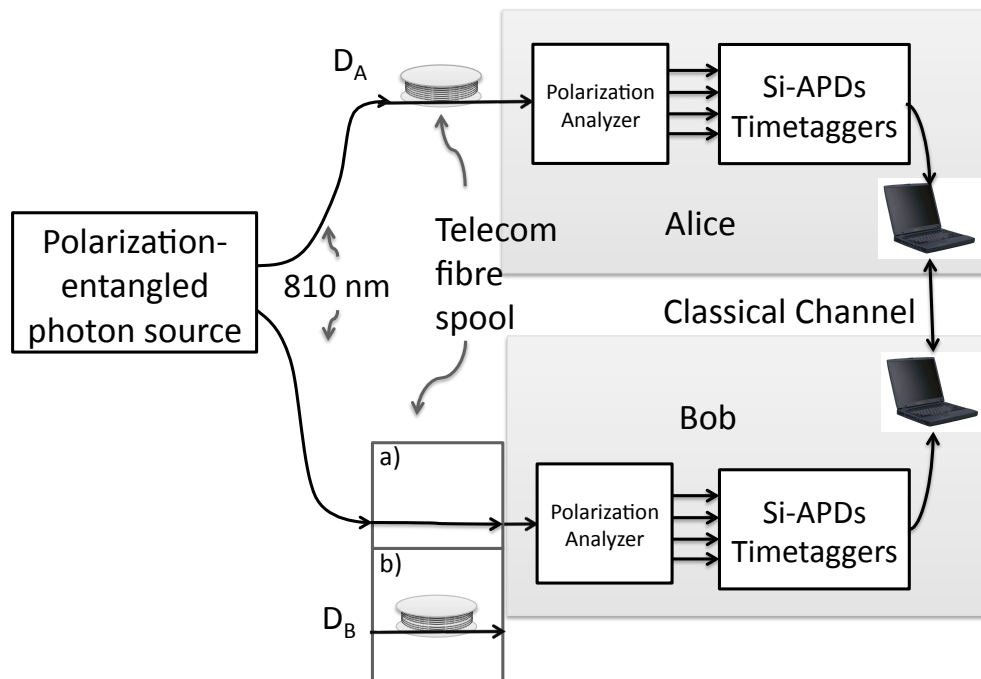 D_A
Polarization
Analyzer
Si-APDs
Timetaggers
Alice
Polarization-
entangled
photon source
810 nm
Telecom
fibre
spool
Classical Channel
Bob
a)
Polarization
Analyzer
Si-APDs
Timetaggers
b)
D_B